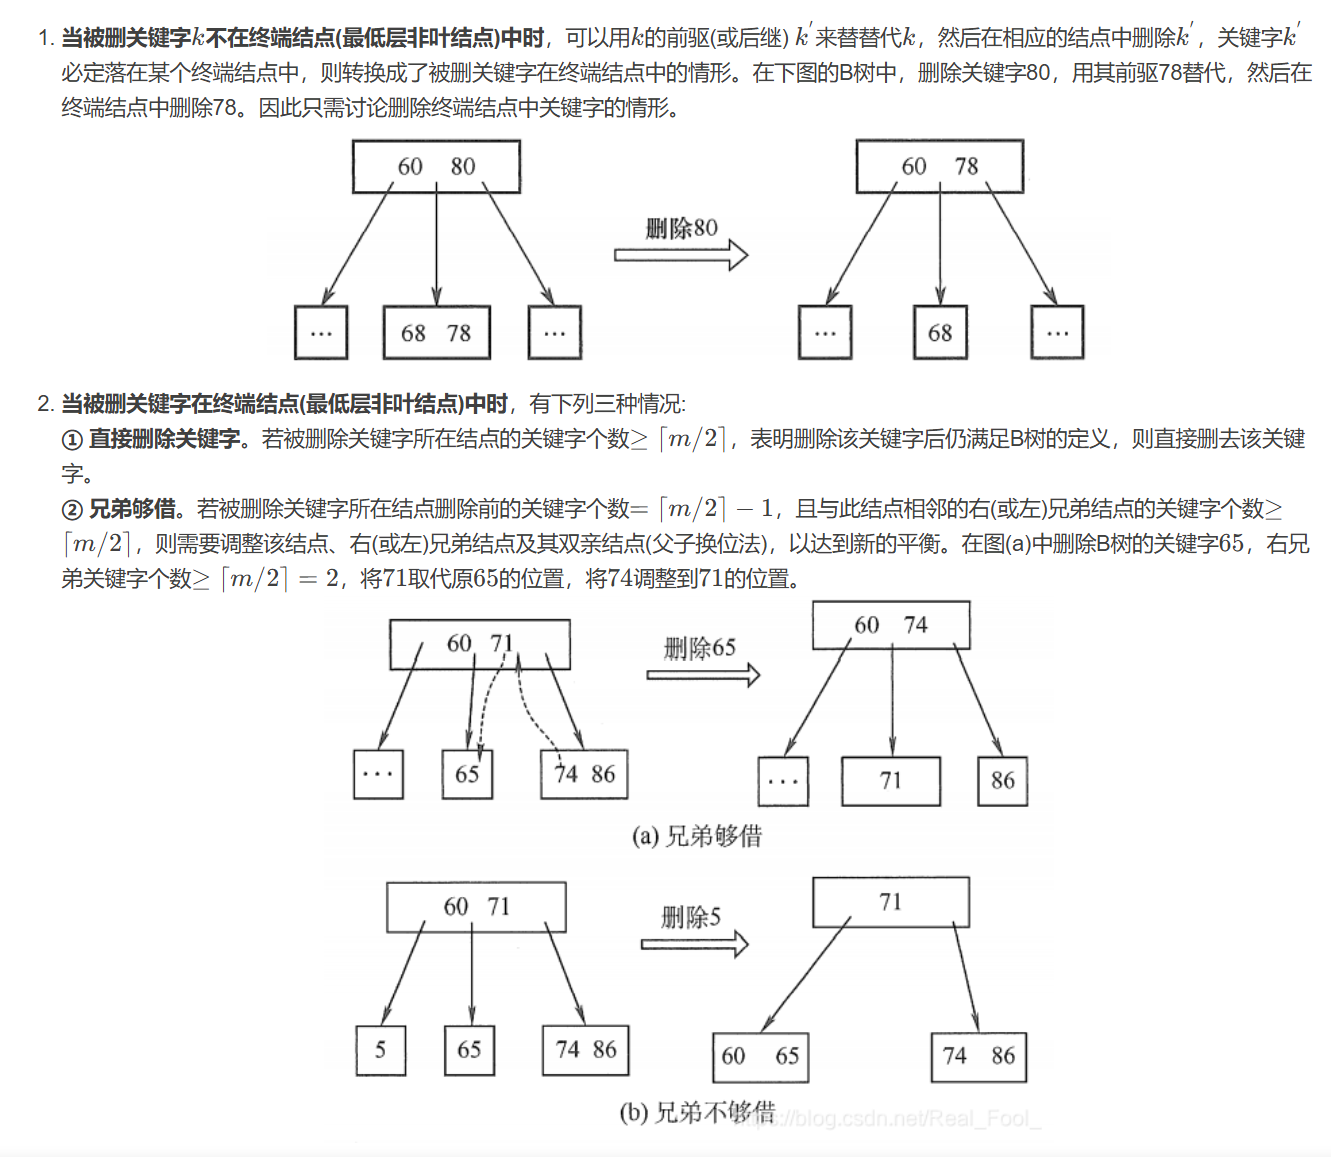 1. 当被删关键字k不在终端结点(最低层非叶结点)中时，可以用k的前驱(或后继) k′来替替代k，然后在相应的结点中删除k′，关键字k′
必定落在某个终端结点中，则转换成了被删关键字在终端结点中的情形。在下图的B树中，删除关键字80，用其前驱78替代，然后在
终端结点中删除78。因此只需讨论删除终端结点中关键字的情形。
60 80
60 78
删除80
…
68 78
…
…
68
…
2. 当被删关键字在终端结点(最低层非叶结点)中时，有下列三种情况:
① 直接删除关键字。若被删除关键字所在结点的关键字个数≥ ⌈m/2⌉，表明删除该关键字后仍满足B树的定义，则直接删去该关键
字。
② 兄弟够借。若被删除关键字所在结点删除前的关键字个数= ⌈m/2⌉ − 1，且与此结点相邻的右(或左)兄弟结点的关键字个数≥
⌈m/2⌉，则需要调整该结点、右(或左)兄弟结点及其双亲结点(父子换位法)，以达到新的平衡。在图(a)中删除B树的关键字65，右兄
弟关键字个数≥ ⌈m/2⌉ = 2，将71取代原65的位置，将74调整到71的位置。
60 71
删除65
60 74
…
65
74 86
…
71
86
(a) 兄弟够借
60 71
删除5
71
5
65
74 86
60 65
74 86
(b) 兄弟不够借
https://blog.csdn.net/Real_Fool_